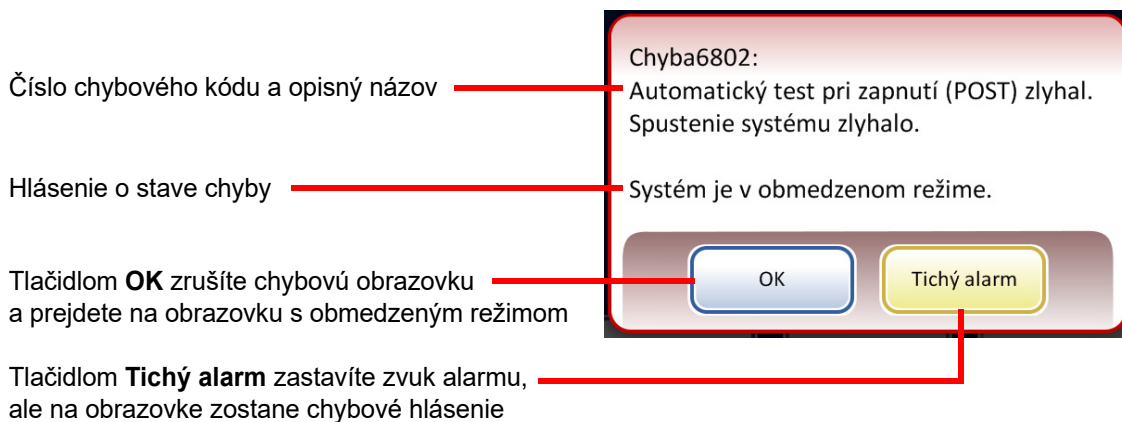 Chyba6802:
Číslo chybového kódu a opisný názov
Automatický test pri zapnutí (POST) zlyhal.
Spustenie systému zlyhalo.
Hlásenie o stave chyby
Systém je v obmedzenom režime.
Tlačidlom OK zrušíte chybovú obrazovku
a prejdete na obrazovku s obmedzeným režimom
OK
Tichý alarm
Tlačidlom Tichý alarm zastavíte zvuk alarmu,
ale na obrazovke zostane chybové hlásenie